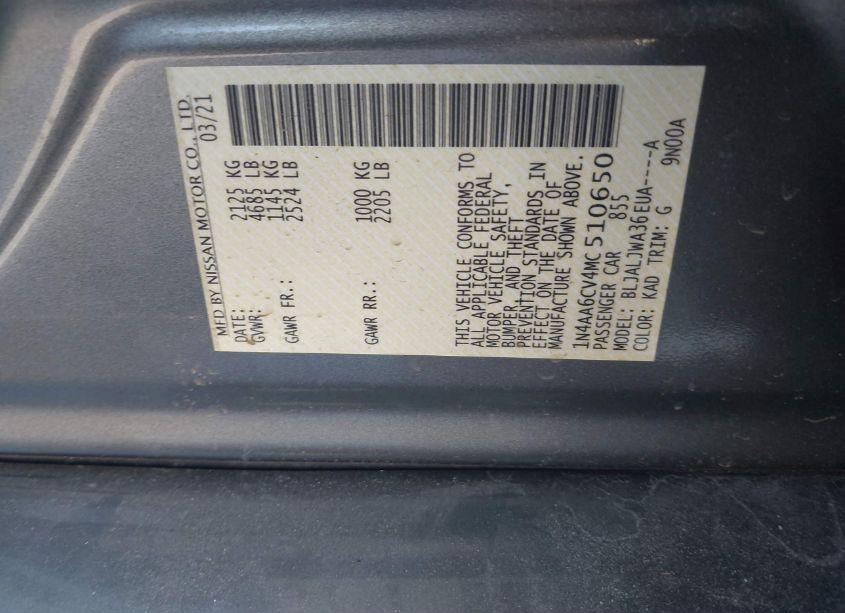 MFD BY NISSAN MOTOR CO., LTD.
DATE: 03/21
GVWR: 2125 KG
4685 LB
GAWR FR.: 1145 KG
2524 LB
GAWR RR.: 1000 KG
2205 LB
THIS VEHICLE CONFORMS TO
ALL APPLICABLE FEDERAL
MOTOR VEHICLE SAFETY,
BUMPER, AND THEFT
PREVENTION STANDARDS IN
EFFECT ON THE DATE OF
MANUFACTURE SHOWN ABOVE.
1N4AA6CV4MC510650
PASSENGER CAR 855
MODEL: BLJALJWA36EUA----A
COLOR: KAD TRIM: G 9N00A